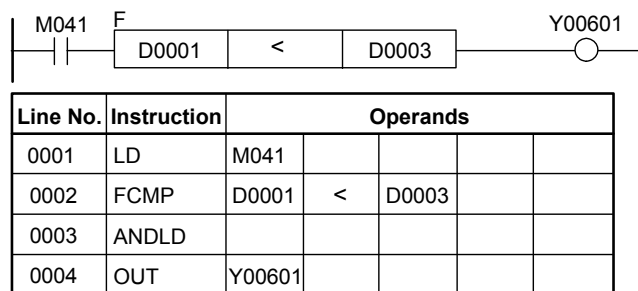 M041 F Y00601
D0001 < D0003
Line No. Instruction Operands
0001 LD M041
0002 FCMP D0001 < D0003
0003 ANDLD
0004 OUT Y00601